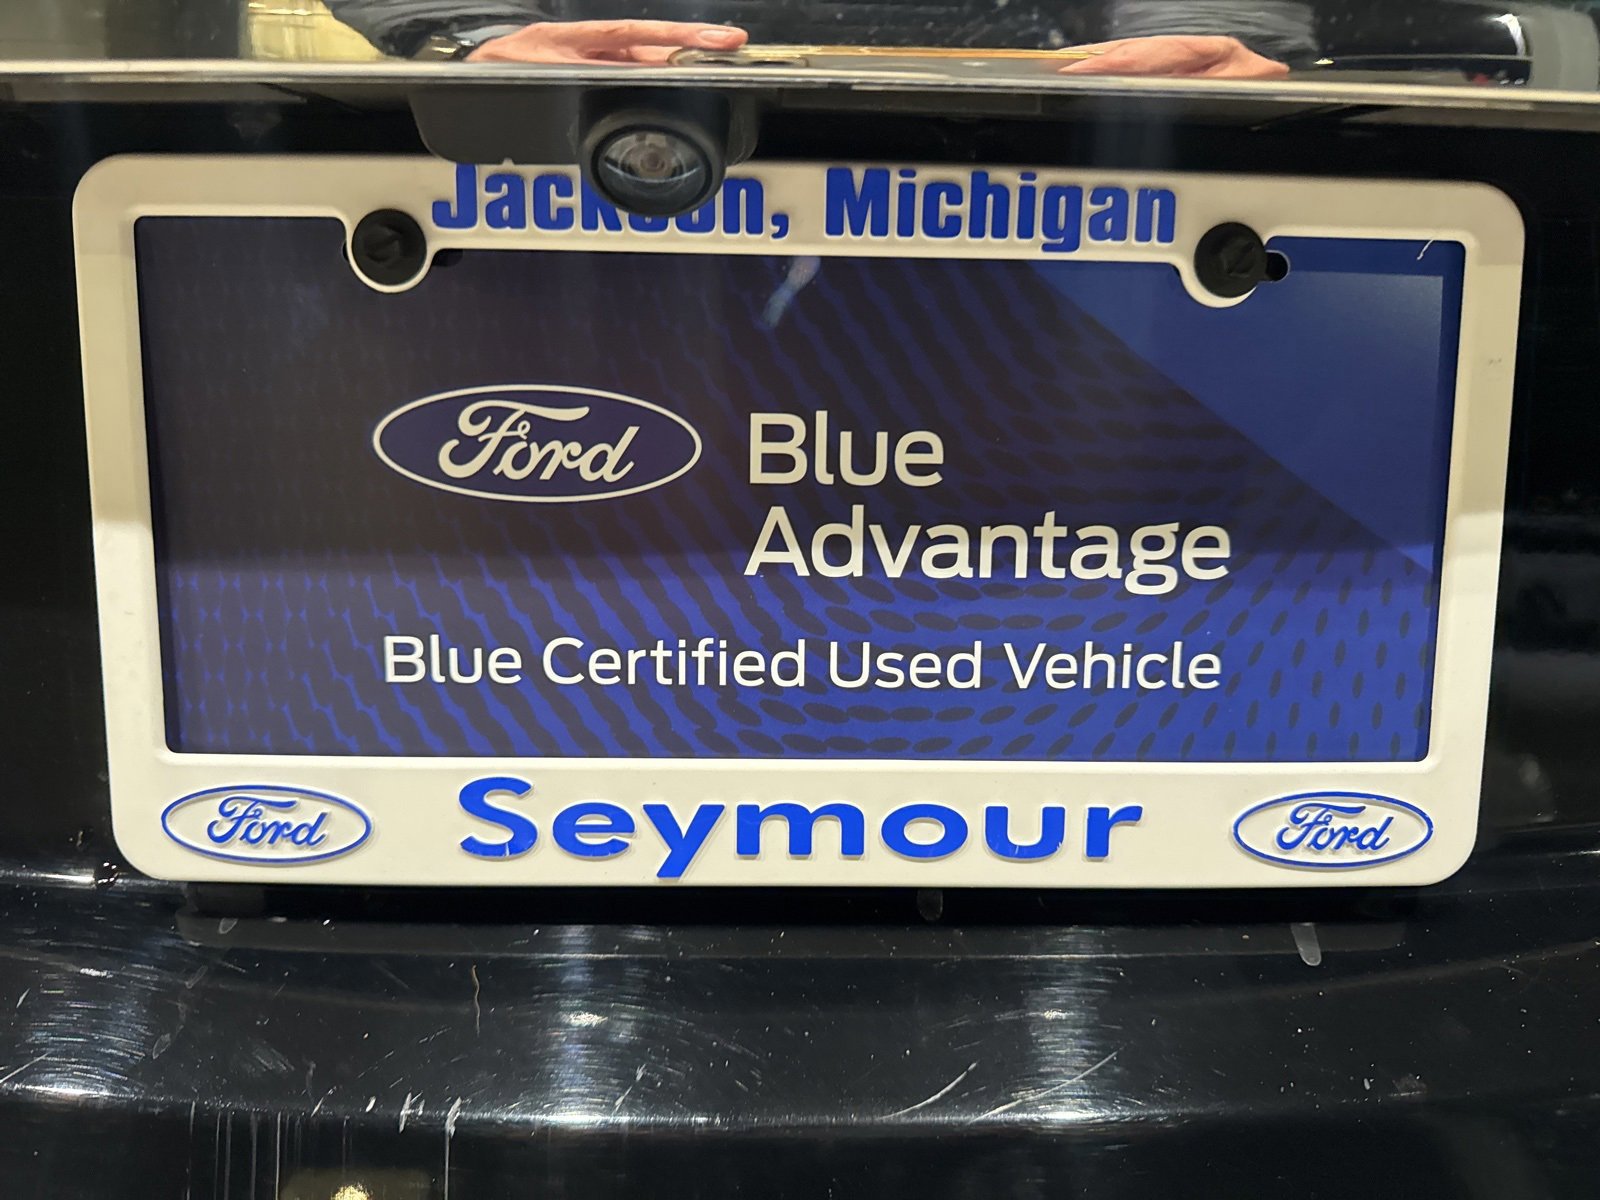 Jackson, Michigan
Ford Blue
Advantage
Blue Certified Used Vehicle
Ford Seymour Ford